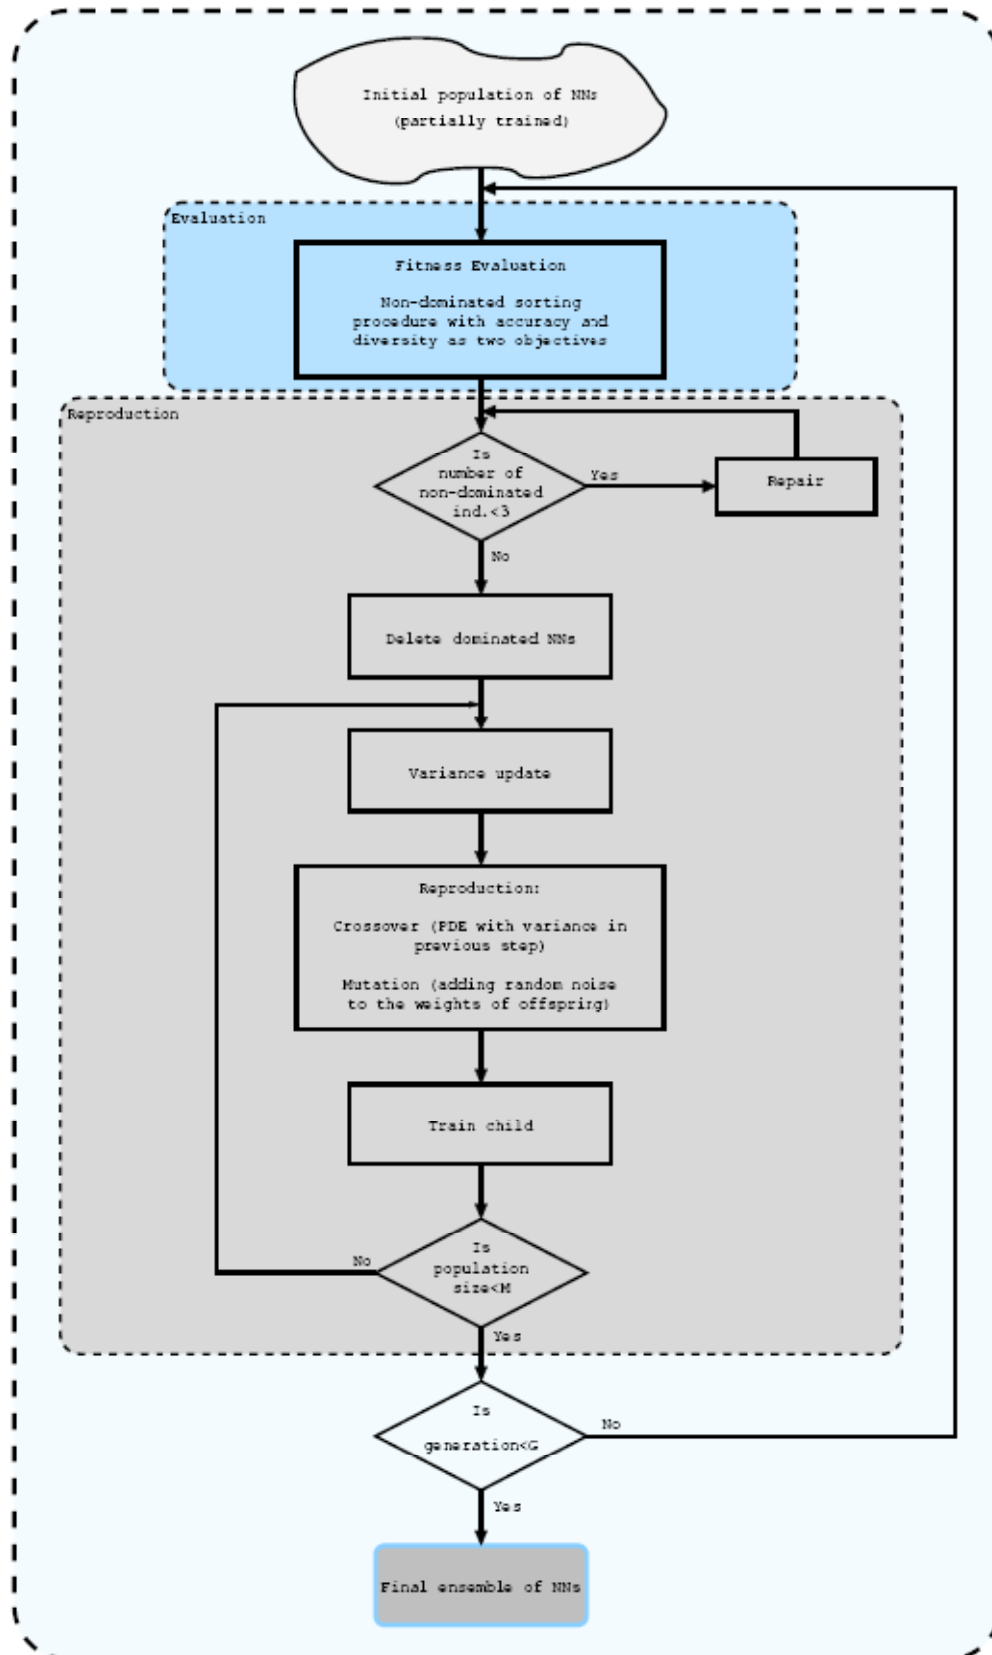 Initial population of NNs
(partially trained)
Evaluation
Fitness Evaluation
Non-dominated sorting
procedure with accuracy and
diversity as two objectives
Reproduction
Is
number of
non-dominated
ind.<3
Yes
Repair
No
Delete dominated NNs
Variance update
Reproduction:
Crossover (PDE with variance in
previous step)
Mutation (adding random noise
to the weights of offspring)
Train child
Is
population
size<M
No
Yes
Is
generation<G
No
Yes
Final ensemble of NNs